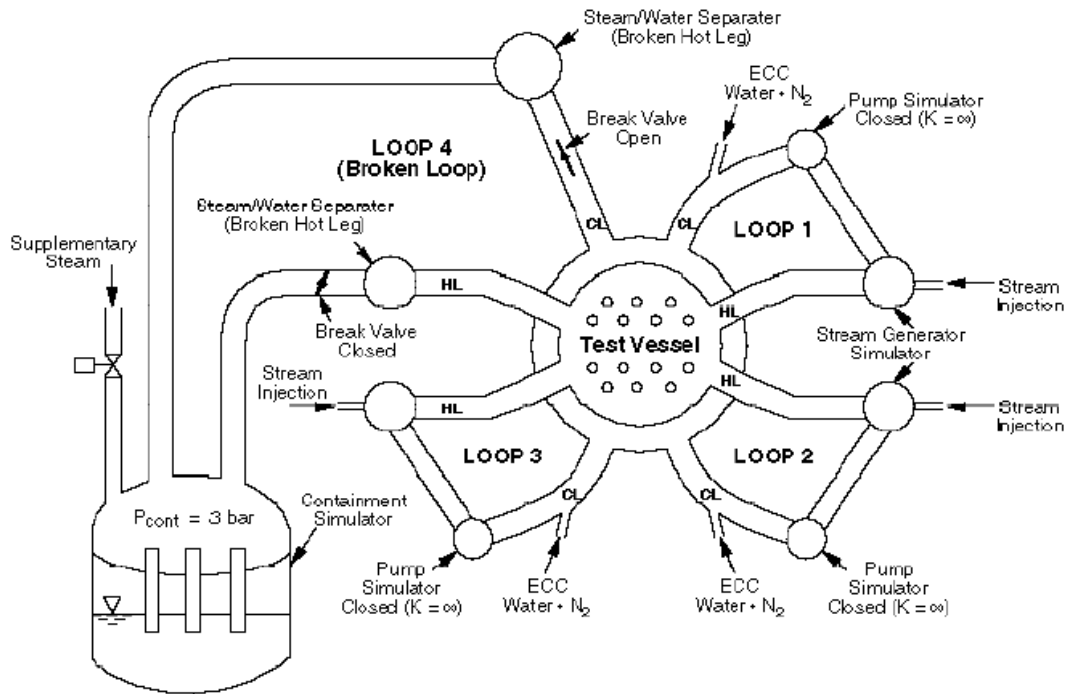 Steam/Water Separater
(Broken Hot Leg)
ECC
Water + N2
Pump Simulator
Closed (K = ∞)
Break Valve
Open
LOOP 4
(Broken Loop)
Steam/Water Separater
(Broken Hot Leg)
CL
CL
LOOP 1
Supplementary
Steam
HL
HL
Stream
Injection
Break Valve
Closed
Test Vessel
Stream Generator
Simulator
Stream
Injection
HL
HL
Stream
Injection
LOOP 3
LOOP 2
CL
CL
Containment
Simulator
Pcont = 3 bar
Pump
Simulator
Closed (K = ∞)
ECC
Water + N2
ECC
Water + N2
Pump
Simulator
Closed (K = ∞)